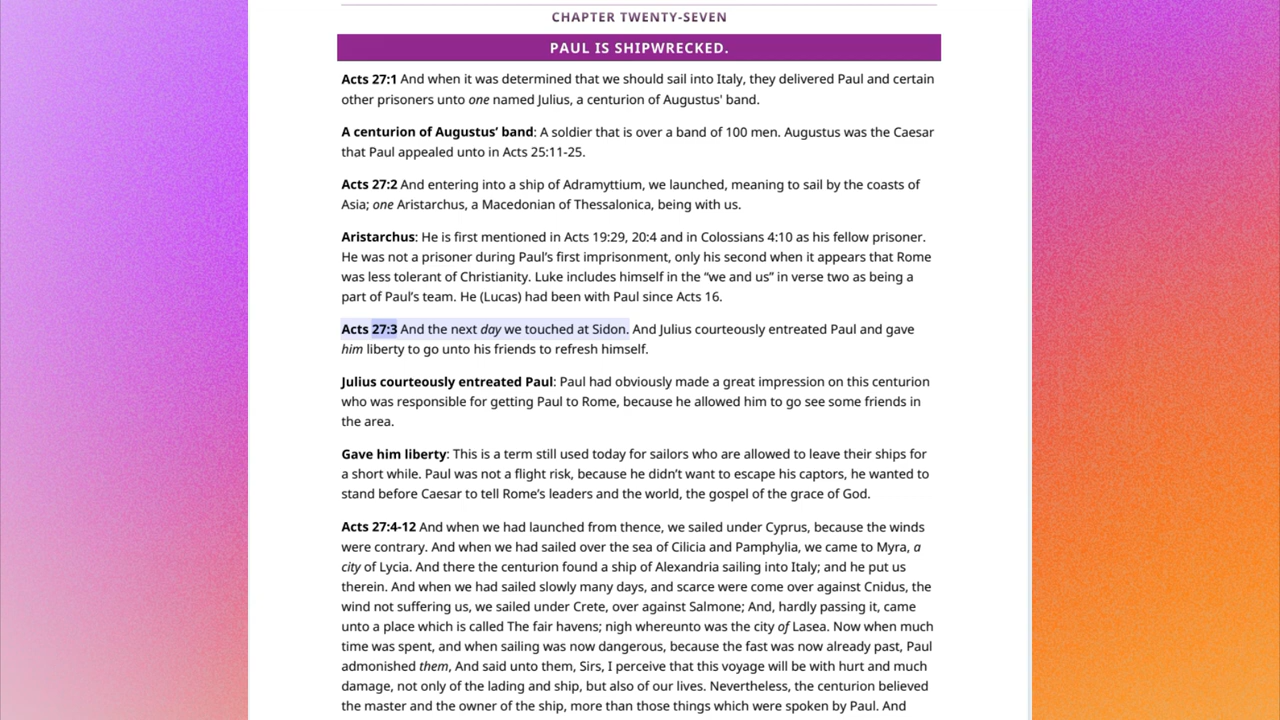 CHAPTER TWENTY-SEVEN
PAUL IS SHIPWRECKED.
Acts 27:1 And when it was determined that we should sail into Italy, they delivered Paul and certain
other prisoners unto one named Julius, a centurion of Augustus' band.
A centurion of Augustus’ band: A soldier that is over a band of 100 men. Augustus was the Caesar
that Paul appealed unto in Acts 25:11-25.
Acts 27:2 And entering into a ship of Adramyttium, we launched, meaning to sail by the coasts of
Asia; one Aristarchus, a Macedonian of Thessalonica, being with us.
Aristarchus: He is first mentioned in Acts 19:29, 20:4 and in Colossians 4:10 as his fellow prisoner.
He was not a prisoner during Paul’s first imprisonment, only his second when it appears that Rome
was less tolerant of Christianity. Luke includes himself in the “we and us” in verse two as being a
part of Paul’s team. He (Lucas) had been with Paul since Acts 16.
Acts 27:3 And the next day we touched at Sidon. And Julius courteously entreated Paul and gave
him liberty to go unto his friends to refresh himself.
Julius courteously entreated Paul: Paul had obviously made a great impression on this centurion
who was responsible for getting Paul to Rome, because he allowed him to go see some friends in
the area.
Gave him liberty: This is a term still used today for sailors who are allowed to leave their ships for
a short while. Paul was not a flight risk, because he didn’t want to escape his captors, he wanted to
stand before Caesar to tell Rome’s leaders and the world, the gospel of the grace of God.
Acts 27:4-12 And when we had launched from thence, we sailed under Cyprus, because the winds
were contrary. And when we had sailed over the sea of Cilicia and Pamphylia, we came to Myra, a
city of Lycia. And there the centurion found a ship of Alexandria sailing into Italy; and he put us
therein. And when we had sailed slowly many days, and scarce were come over against Cnidus, the
wind not suffering us, we sailed under Crete, over against Salmone; And, hardly passing it, came
unto a place which is called The fair havens; nigh whereunto was the city of Lasea. Now when much
time was spent, and when sailing was now dangerous, because the fast was now already past, Paul
admonished them, And said unto them, Sirs, I perceive that this voyage will be with hurt and much
damage, not only of the lading and ship, but also of our lives. Nevertheless, the centurion believed
the master and the owner of the ship, more than those things which were spoken by Paul. And